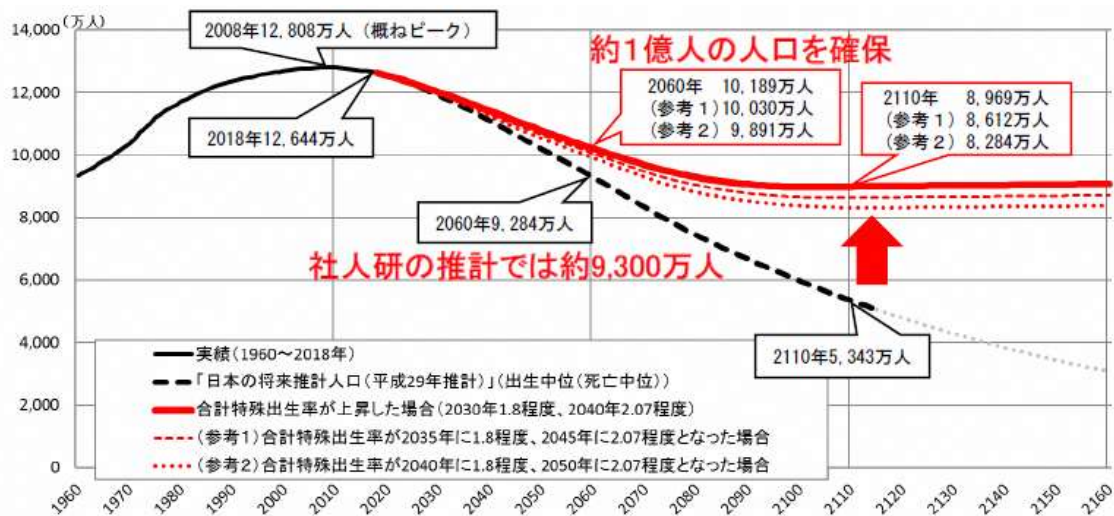 (万人)
14,000
12,000
10,000
8,000
6,000
4,000
2,000
0
2008年12,808万人（概ねピーク）
2018年12,644万人
約１億人の人口を確保
2060年　10,189万人
(参考１)10,030万人
(参考２) 9,891万人
2110年　8,969万人
(参考１) 8,612万人
(参考２) 8,284万人
2060年9,284万人
社人研の推計では約9,300万人
2110年5,343万人
実績(1960～2018年)
「日本の将来推計人口(平成29年推計)」(出生中位(死亡中位))
合計特殊出生率が上昇した場合(2030年1.8程度、2040年2.07程度)
(参考１)合計特殊出生率が2035年に1.8程度、2045年に2.07程度となった場合
(参考２)合計特殊出生率が2040年に1.8程度、2050年に2.07程度となった場合
1960 1970 1980 1990 2000 2010 2020 2030 2040 2050 2060 2070 2080 2090 2100 2110 2120 2130 2140 2150 2160